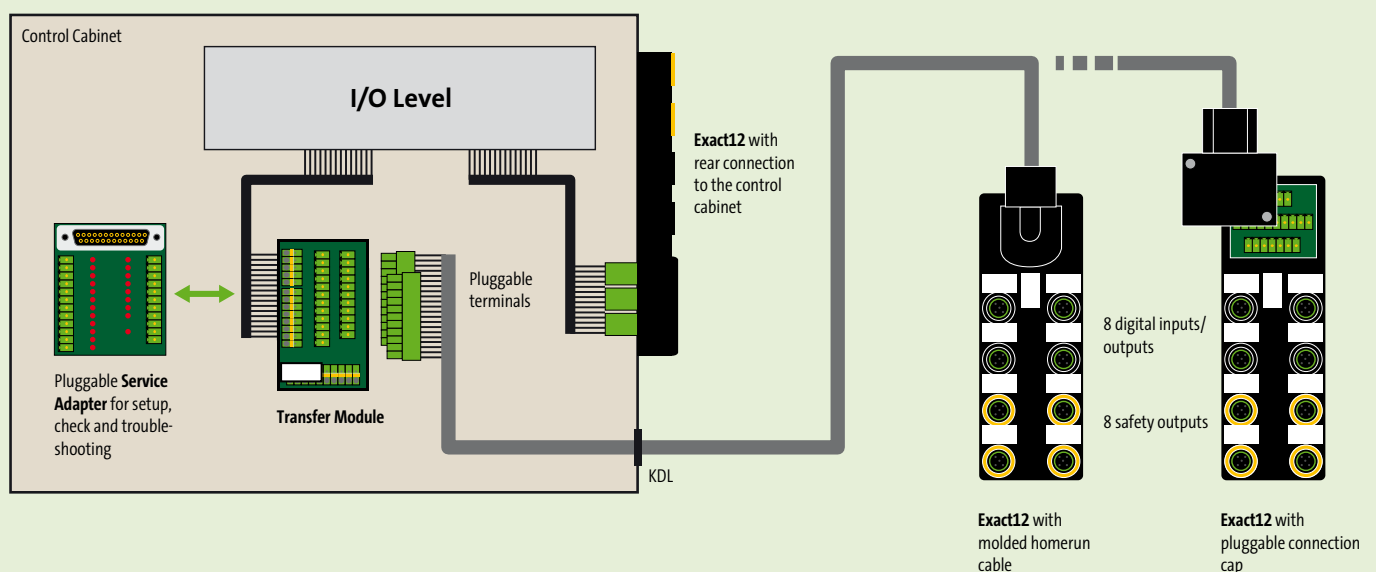 Control Cabinet
I/O Level
Exact12 with
rear connection
to the control
cabinet
Pluggable
terminals
Pluggable Service
Adapter for setup,
check and trouble-
shooting
Transfer Module
KDL
8 digital inputs/
outputs
8 safety outputs
Exact12 with
molded homerun
cable
Exact12 with
pluggable connection
cap